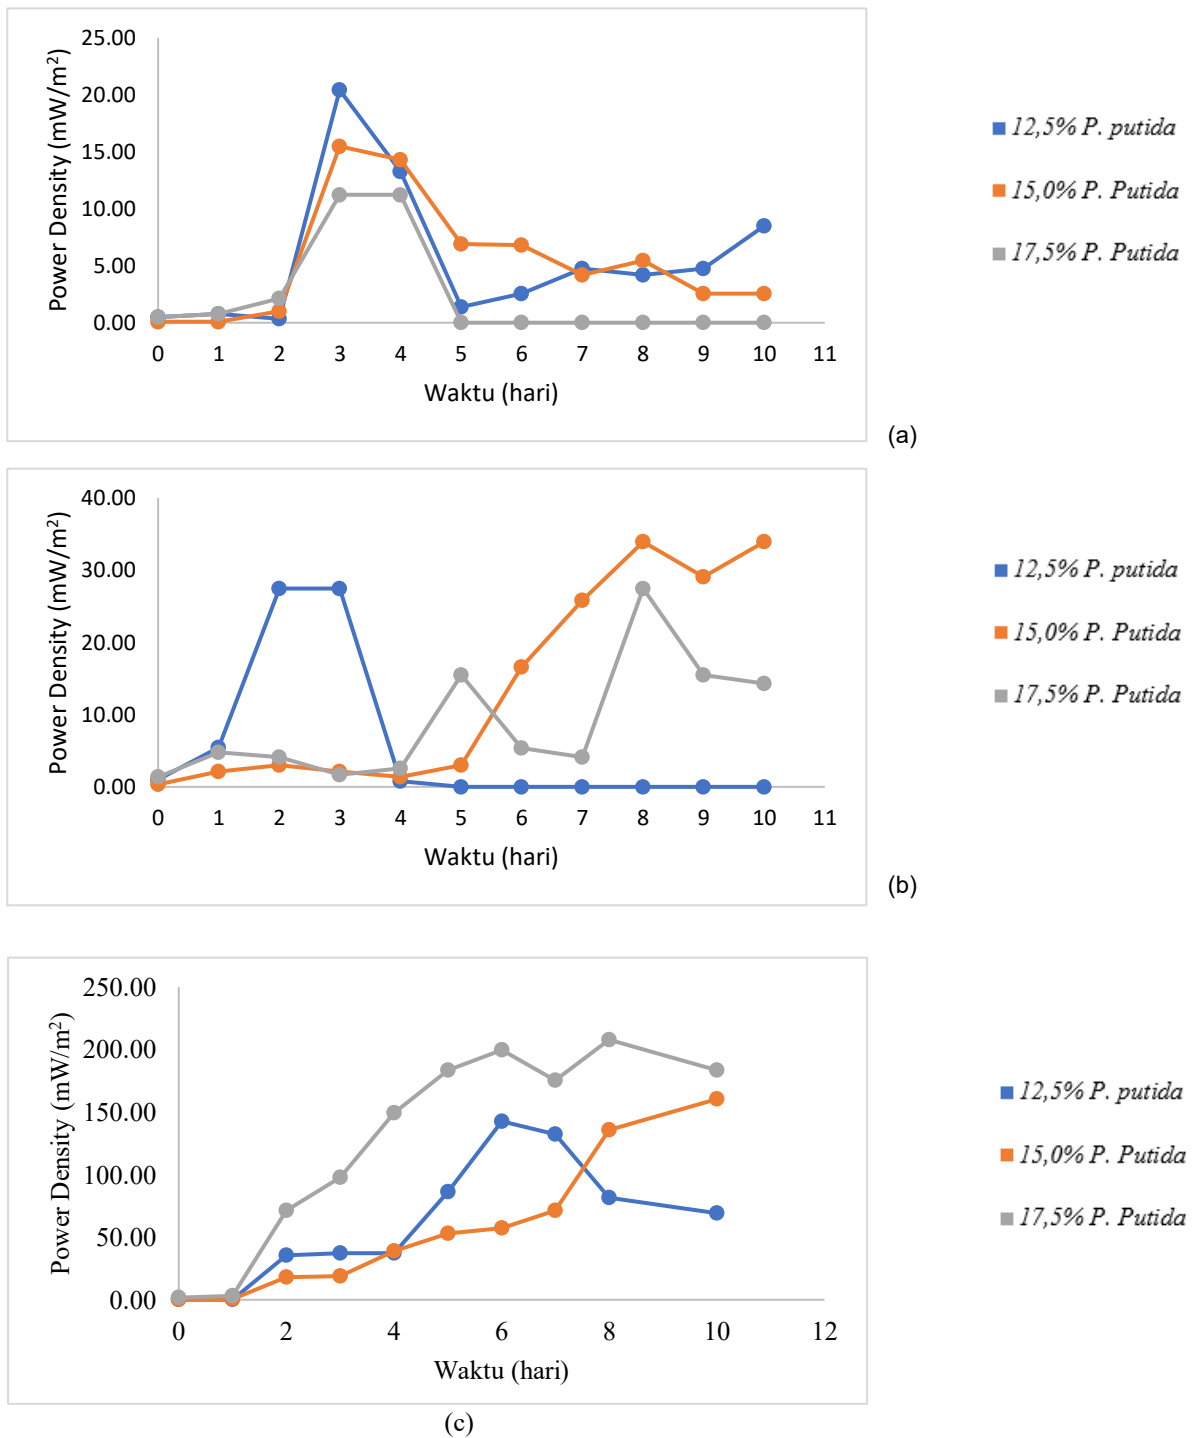 25.00
20.00
15.00
10.00
5.00
0.00
Power Density (mW/m²)
0 1 2 3 4 5 6 7 8 9 10 11
Waktu (hari)
12,5% P. putida
15,0% P. Putida
17,5% P. Putida
(a)
40.00
30.00
20.00
10.00
0.00
Power Density (mW/m²)
0 1 2 3 4 5 6 7 8 9 10 11
Waktu (hari)
12,5% P. putida
15,0% P. Putida
17,5% P. Putida
(b)
250.00
200.00
150.00
100.00
50.00
0.00
Power Density (mW/m²)
0 2 4 6 8 10 12
Waktu (hari)
12,5% P. putida
15,0% P. Putida
17,5% P. Putida
(c)